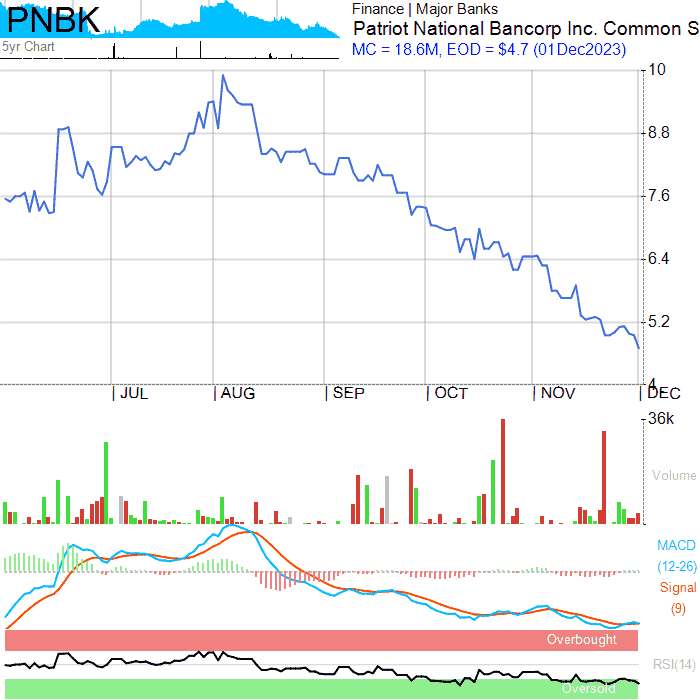 PNBK
5yr Chart
Finance | Major Banks
Patriot National Bancorp Inc. Common S
MC = 18.6M, EOD = $4.7 (01Dec2023)
10
8.8
7.6
6.4
5.2
4
JUL
AUG
SEP
OCT
NOV
DEC
36k
Volume
MACD
(12-26)
Signal
(9)
Overbought
RSI(14)
Oversold